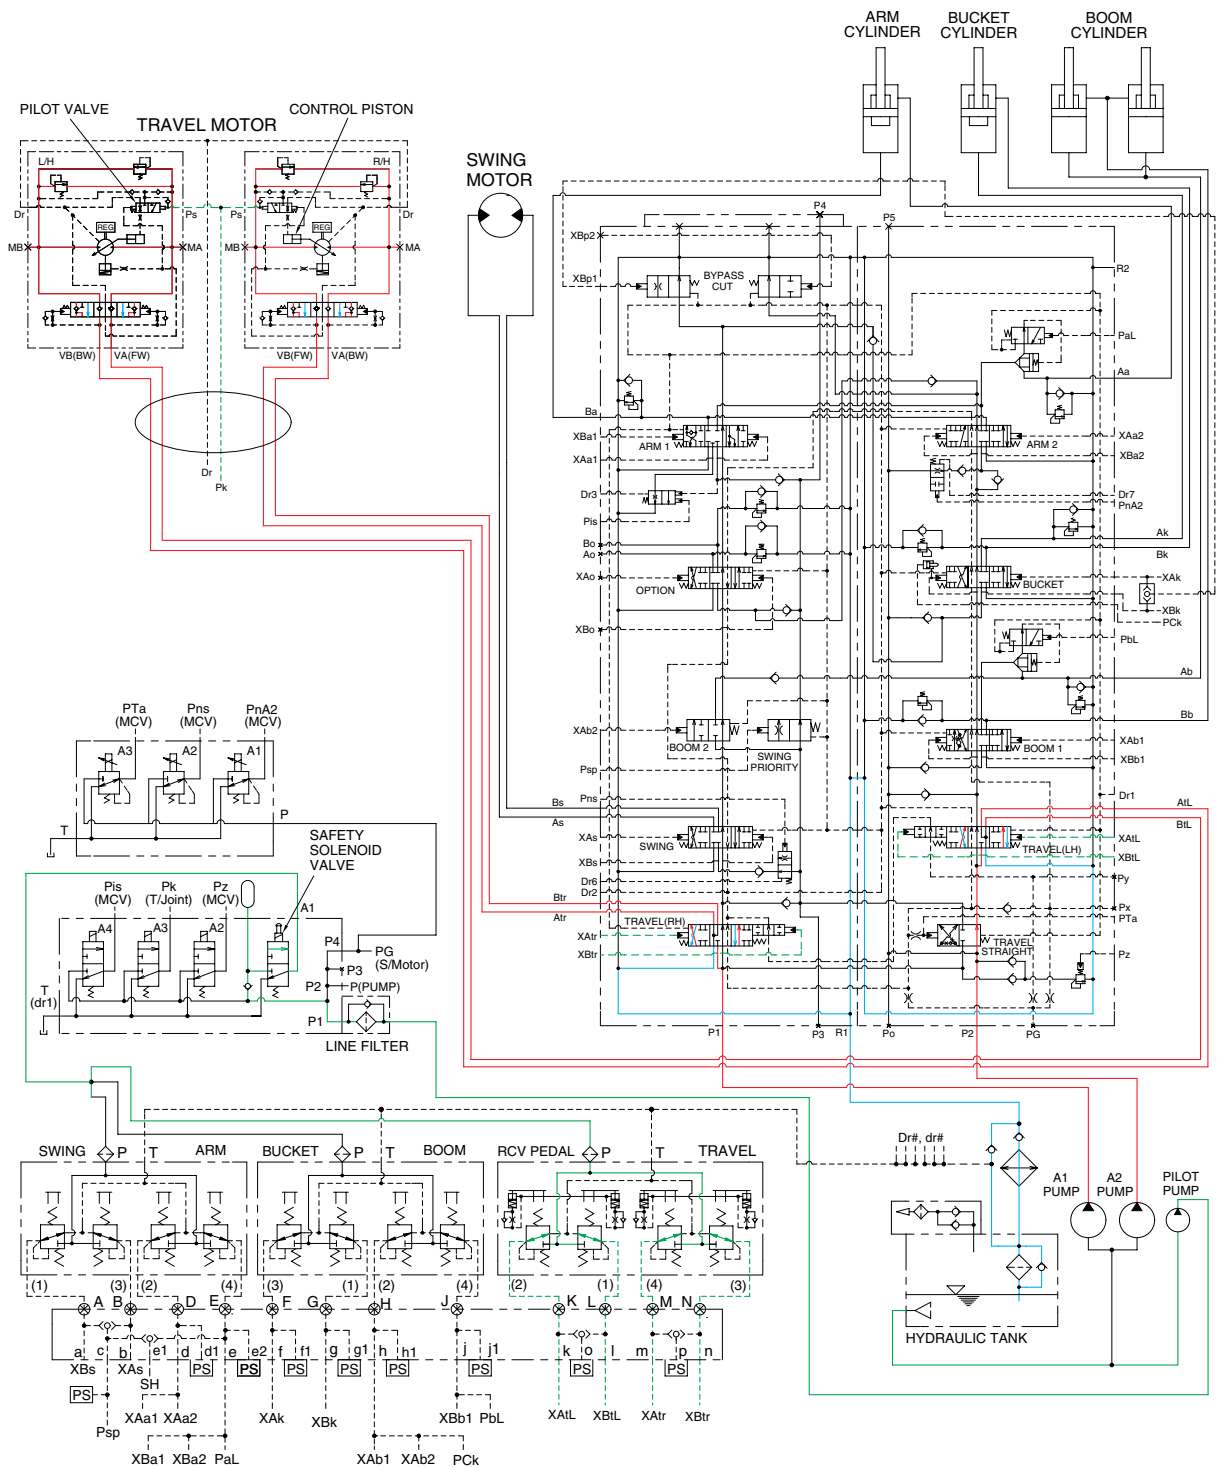 ARM
CYLINDER
BUCKET
CYLINDER
BOOM
CYLINDER
PILOT VALVE
CONTROL PISTON
TRAVEL MOTOR
L/H
R/H
Dr
Ps
Ps
Dr
REG
REG
MB
MA
MB
MA
VB(BW)
VA(FW)
VB(FW)
VA(BW)
Dr
Pk
SWING
MOTOR
P4
P5
XBp2
XBp1
BYPASS
CUT
R2
PaL
Aa
Ba
XBa1
XAa1
ARM 1
ARM 2
XAa2
XBa2
Dr3
Pis
Dr7
PnA2
Bo
Ao
Ak
Bk
XAo
OPTION
BUCKET
XAk
XBk
PCk
XBo
PbL
Ab
Bb
XAb2
BOOM 2
SWING
PRIORITY
BOOM 1
XAb1
XBb1
Psp
Dr1
Pns
Bs
As
AtL
BtL
XAs
SWING
XBs
Dr6
Dr2
TRAVEL(LH)
XAtL
XBtL
Py
Px
PTa
Btr
Atr
TRAVEL(RH)
XAtr
XBtr
TRAVEL
STRAIGHT
Pz
P1
P3
R1
Po
P2
PG
PTa
(MCV)
Pns
(MCV)
PnA2
(MCV)
A3
A2
A1
T
P
SAFETY
SOLENOID
VALVE
Pis
(MCV)
Pk
(T/Joint)
Pz
(MCV)
A1
A4
A3
A2
P4
PG
(S/Motor)
P3
P2
P(PUMP)
T
(dr1)
P1
LINE FILTER
SWING
P
T
ARM
BUCKET
P
T
BOOM
RCV PEDAL
P
T
TRAVEL
(1)
(3)
(2)
(4)
(3)
(1)
(2)
(4)
(2)
(1)
(4)
(3)
A
B
D
E
F
G
H
J
K
L
M
N
a
c
b
e1
d
d1
e
e2
f
f1
g
g1
h
h1
j
j1
k
o
l
m
p
n
PS
PS
PS
PS
PS
PS
PS
PS
XBs
XAs
SH
Psp
XAa1
XAa2
XBa1
XBa2
PaL
XAk
XBk
XAb1
XAb2
PCk
XBb1
PbL
XAtL
XBtL
XAtr
XBtr
Dr#, dr#
A1
PUMP
A2
PUMP
PILOT
PUMP
HYDRAULIC TANK